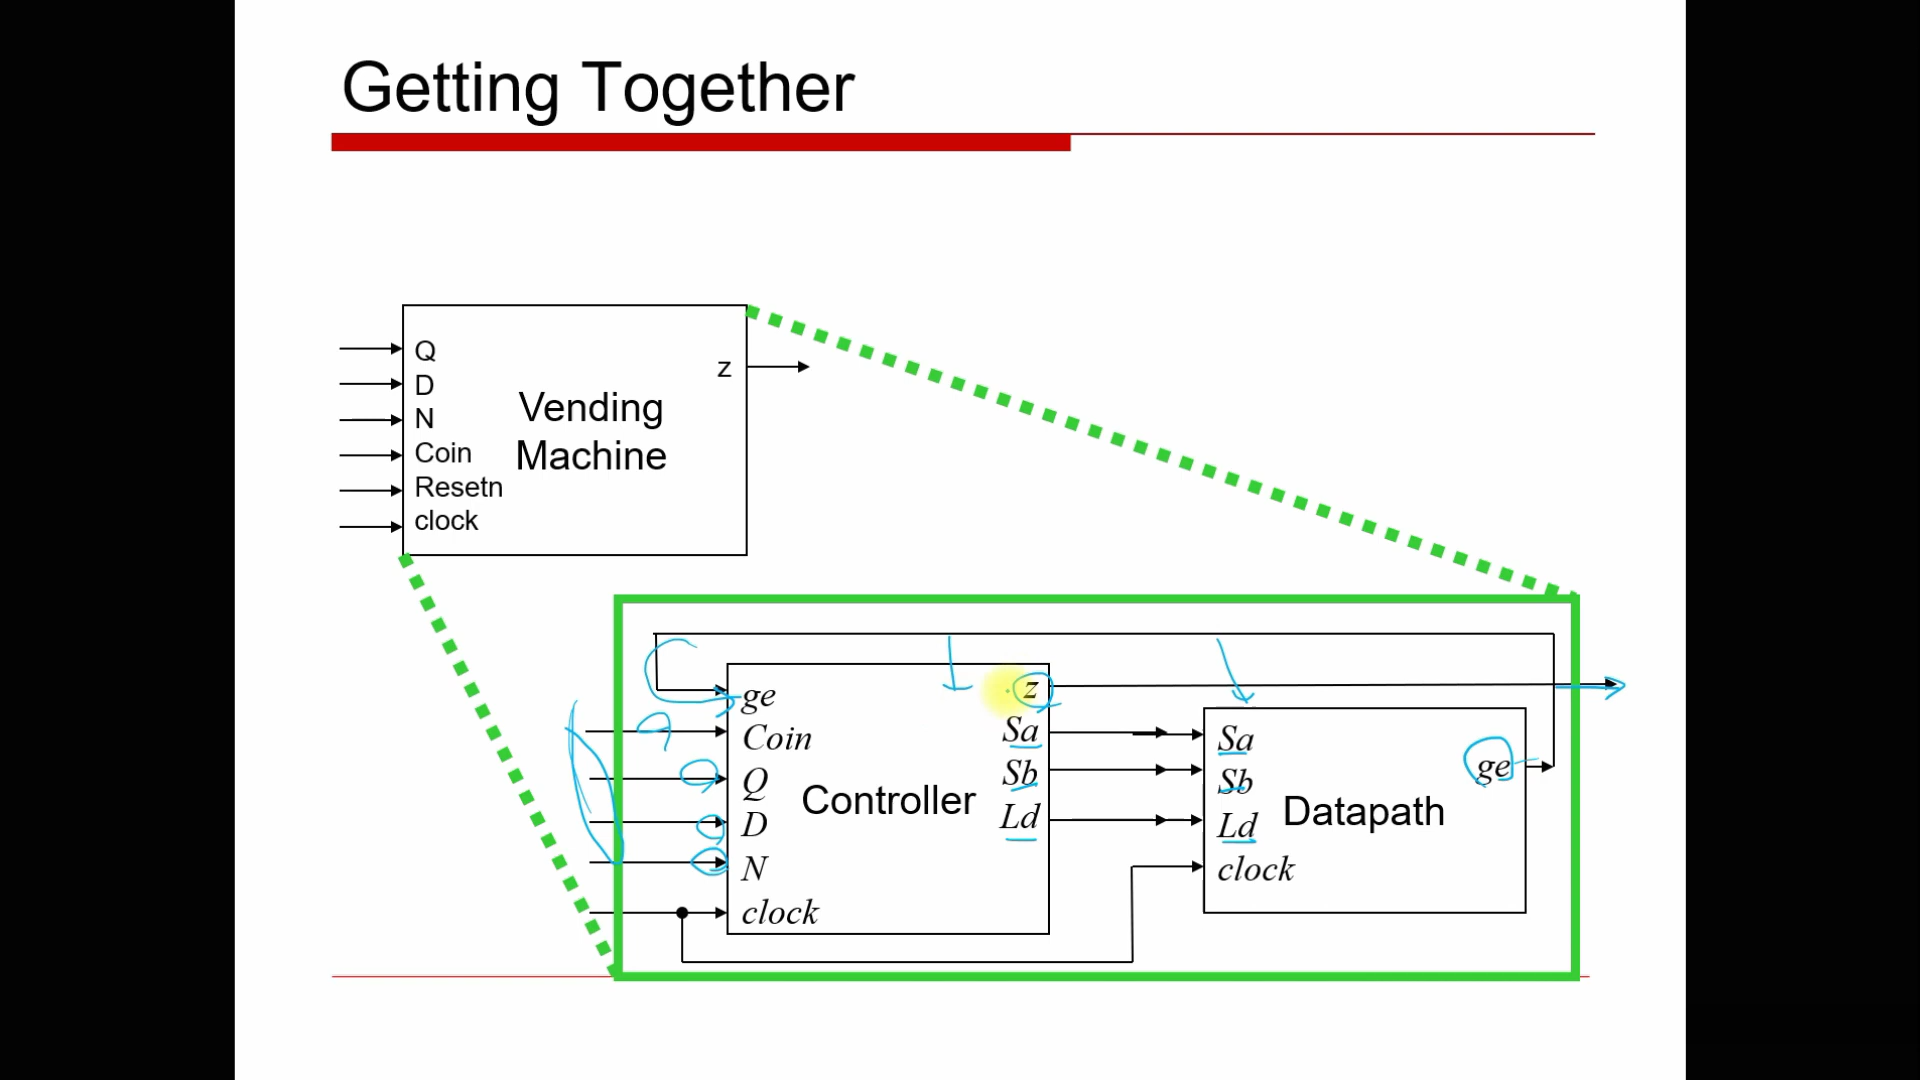 Getting Together
Q
D
N
Coin
Resetn
clock
z
Vending
Machine
ge
Coin
Q
D
N
clock
Controller
z
Sa
Sb
Ld
Sa
Sb
Ld
clock
Datapath
ge